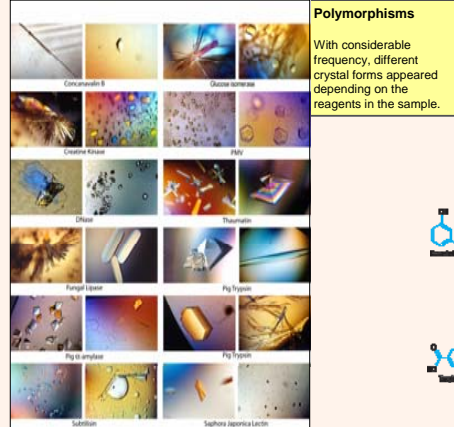 Polymorphisms
With considerable
frequency, different
crystal forms appeared
depending on the
reagents in the sample.
Concanavalin B
Glucose isomerase
Creatine Kinase
PMV
DNase
Thaumatin
Fungal Lipase
Pig Trypsin
Pig α amylase
Pig Trypsin
Subtilisin
Saphora Japonica Lectin